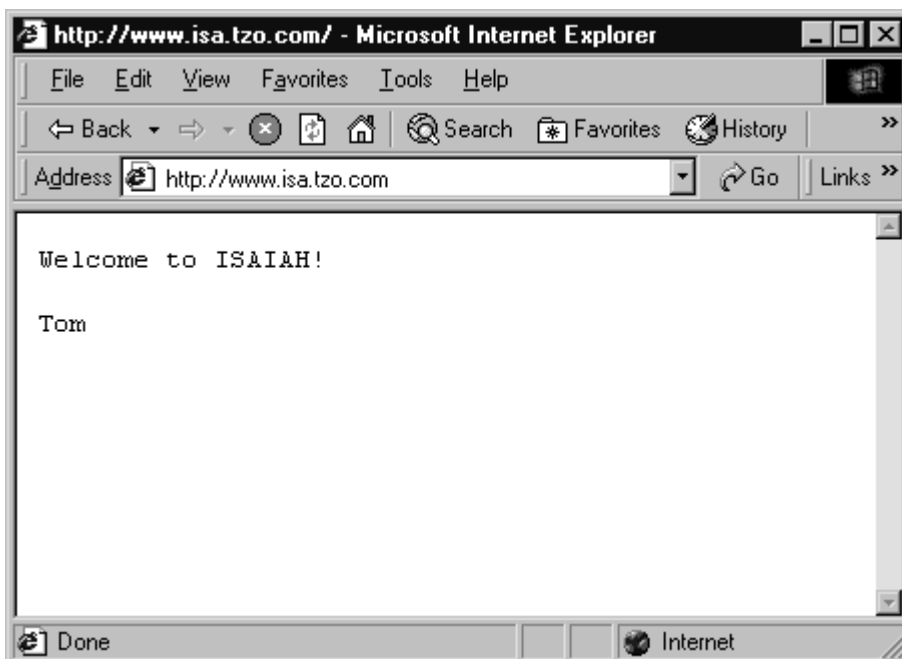 http://www.isa.tzo.com/ - Microsoft Internet Explorer
File Edit View Favorites Tools Help
Back Search Favorites History »
Address http://www.isa.tzo.com Go Links »
Welcome to ISAIAH!
Tom
Done Internet